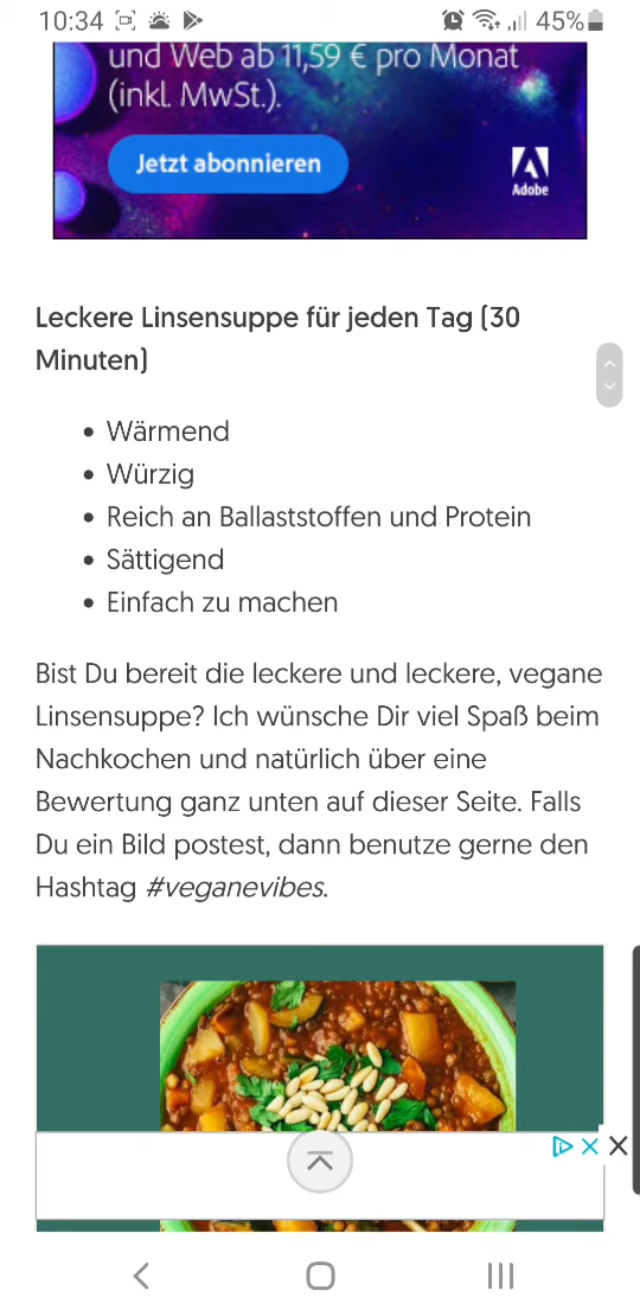 10:34
45%
und Web ab 11,59 € pro Monat
(inkl. MwSt.).
Jetzt abonnieren
Adobe
Leckere Linsensuppe für jeden Tag (30
Minuten)
• Wärmend
• Würzig
• Reich an Ballaststoffen und Protein
• Sättigend
• Einfach zu machen
Bist Du bereit die leckere und leckere, vegane
Linsensuppe? Ich wünsche Dir viel Spaß beim
Nachkochen und natürlich über eine
Bewertung ganz unten auf dieser Seite. Falls
Du ein Bild postest, dann benutze gerne den
Hashtag #veganevibes.